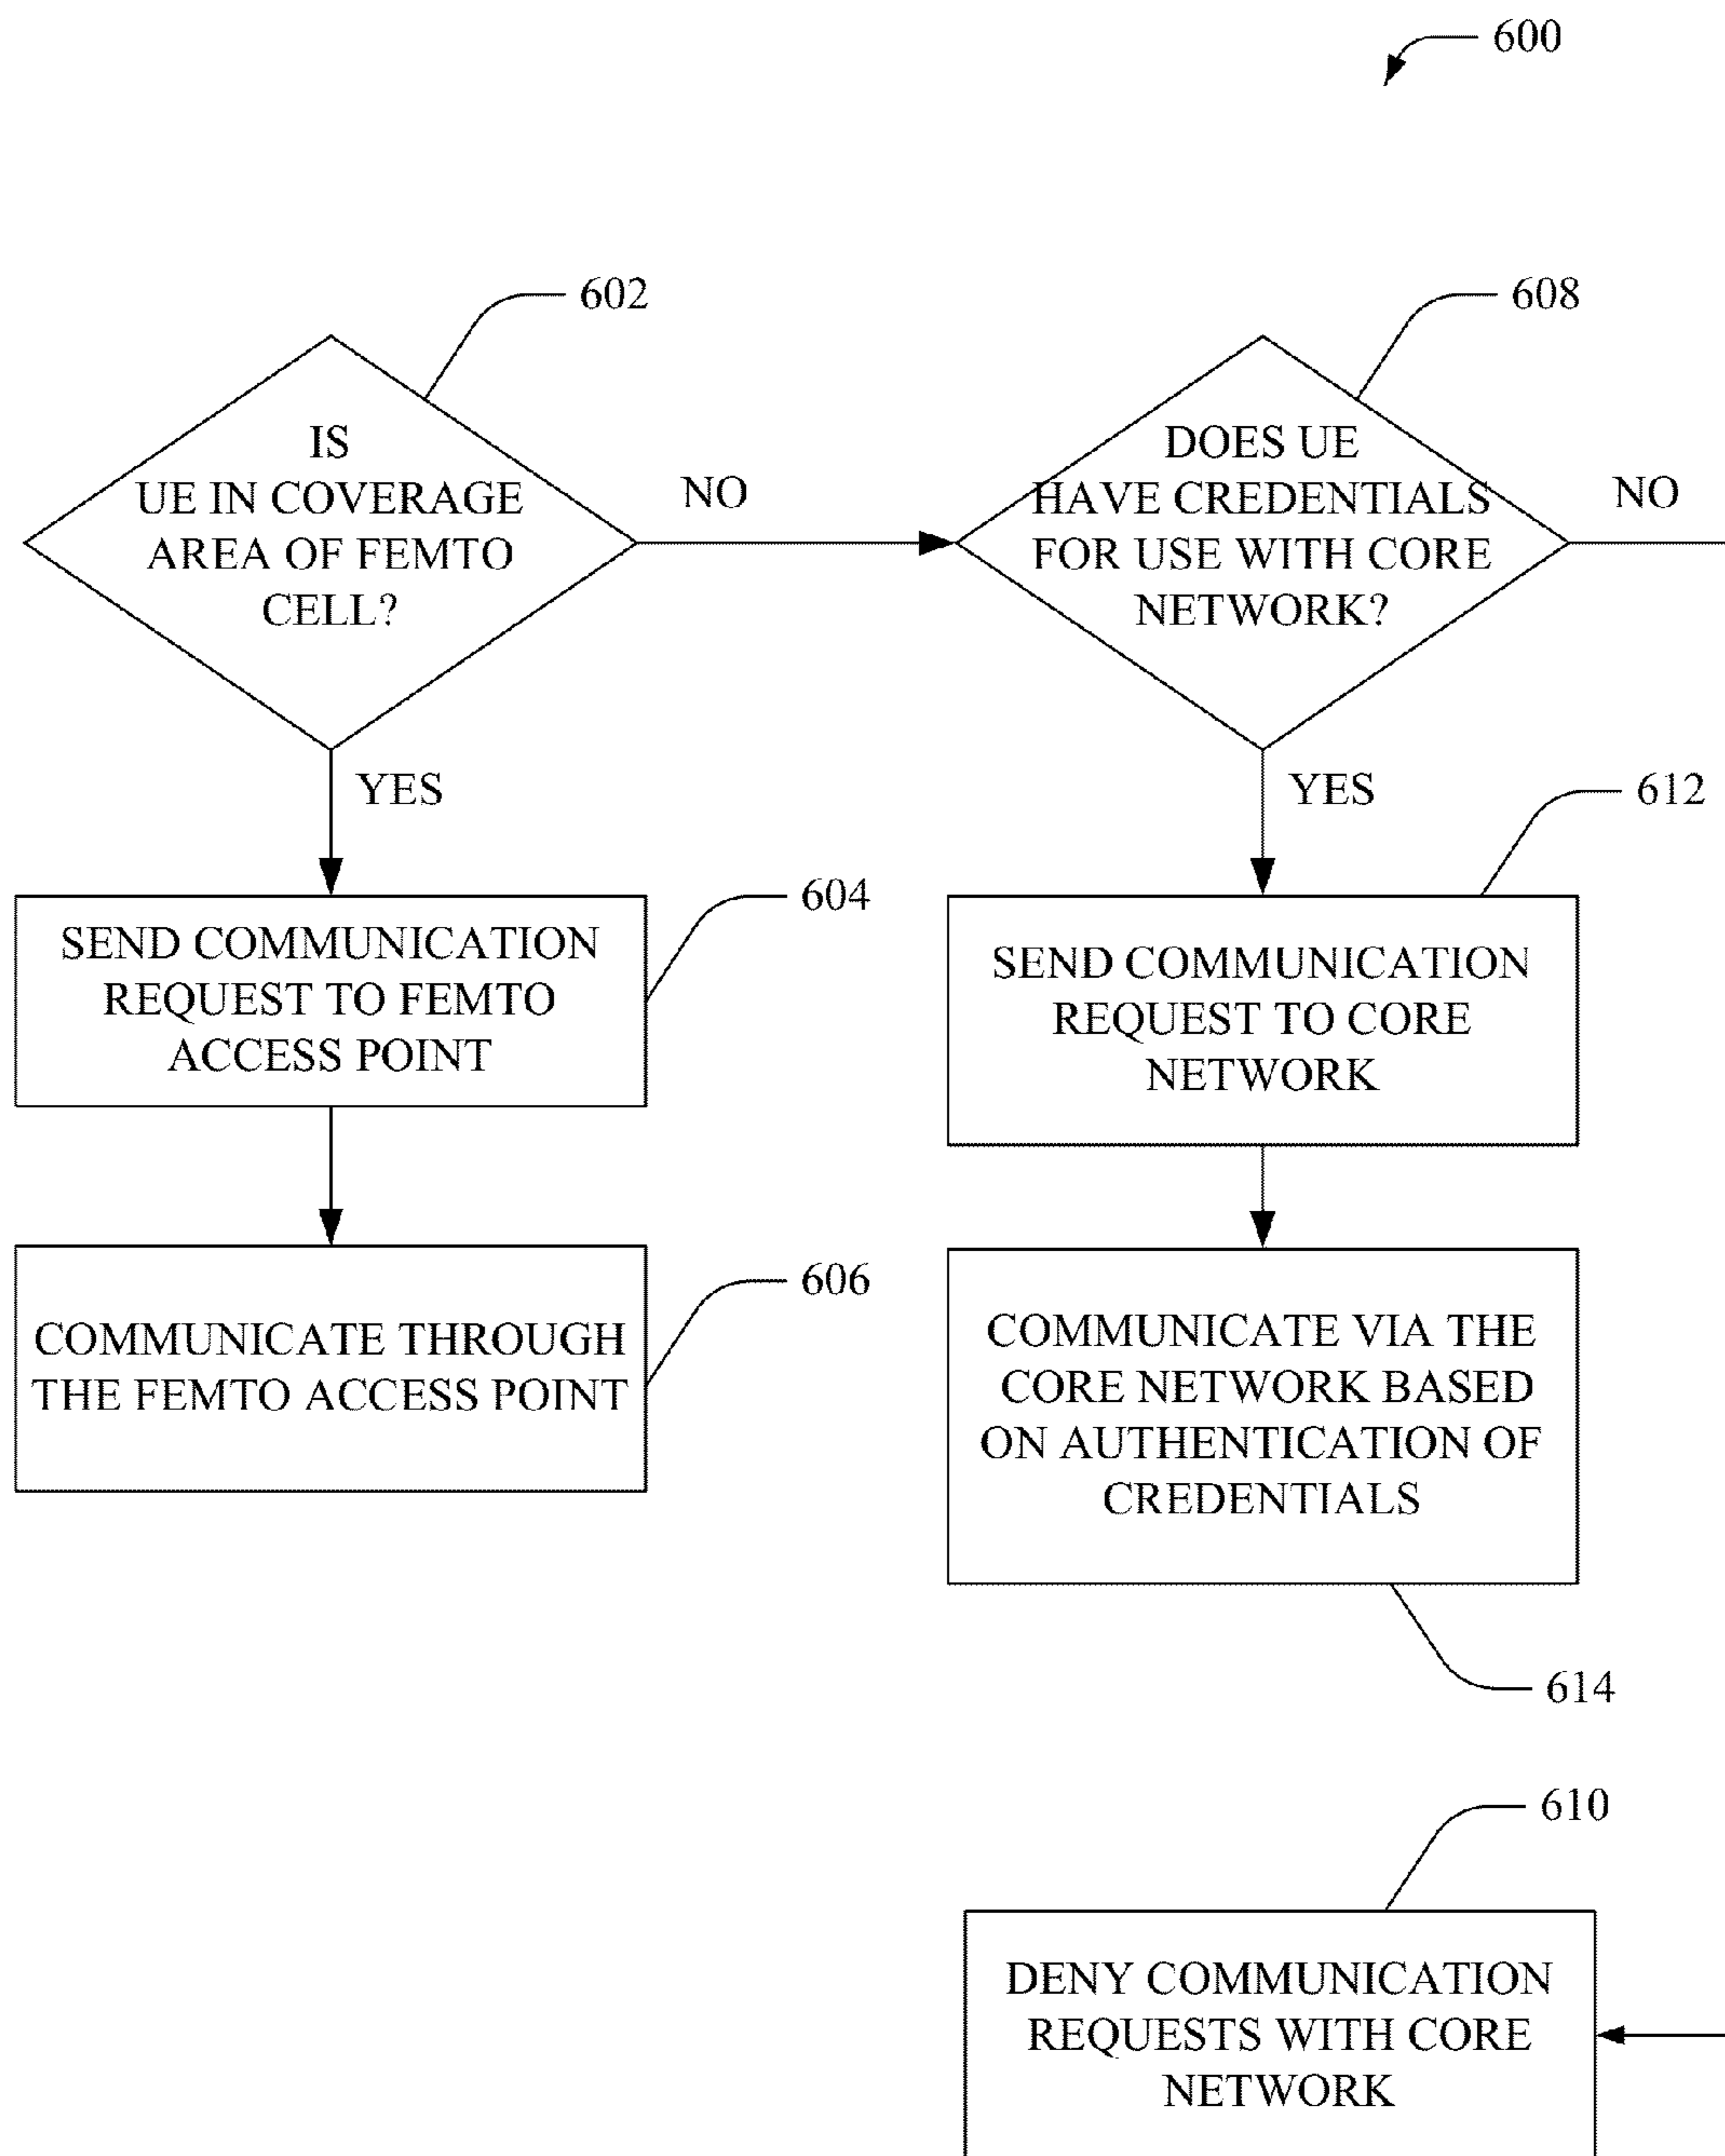 600
602
608
IS
UE IN COVERAGE
AREA OF FEMTO
CELL?
NO
DOES UE
HAVE CREDENTIALS
FOR USE WITH CORE
NETWORK?
NO
YES
YES
612
604
SEND COMMUNICATION
REQUEST TO FEMTO
ACCESS POINT
SEND COMMUNICATION
REQUEST TO CORE
NETWORK
606
COMMUNICATE THROUGH
THE FEMTO ACCESS POINT
COMMUNICATE VIA THE
CORE NETWORK BASED
ON AUTHENTICATION OF
CREDENTIALS
614
610
DENY COMMUNICATION
REQUESTS WITH CORE
NETWORK